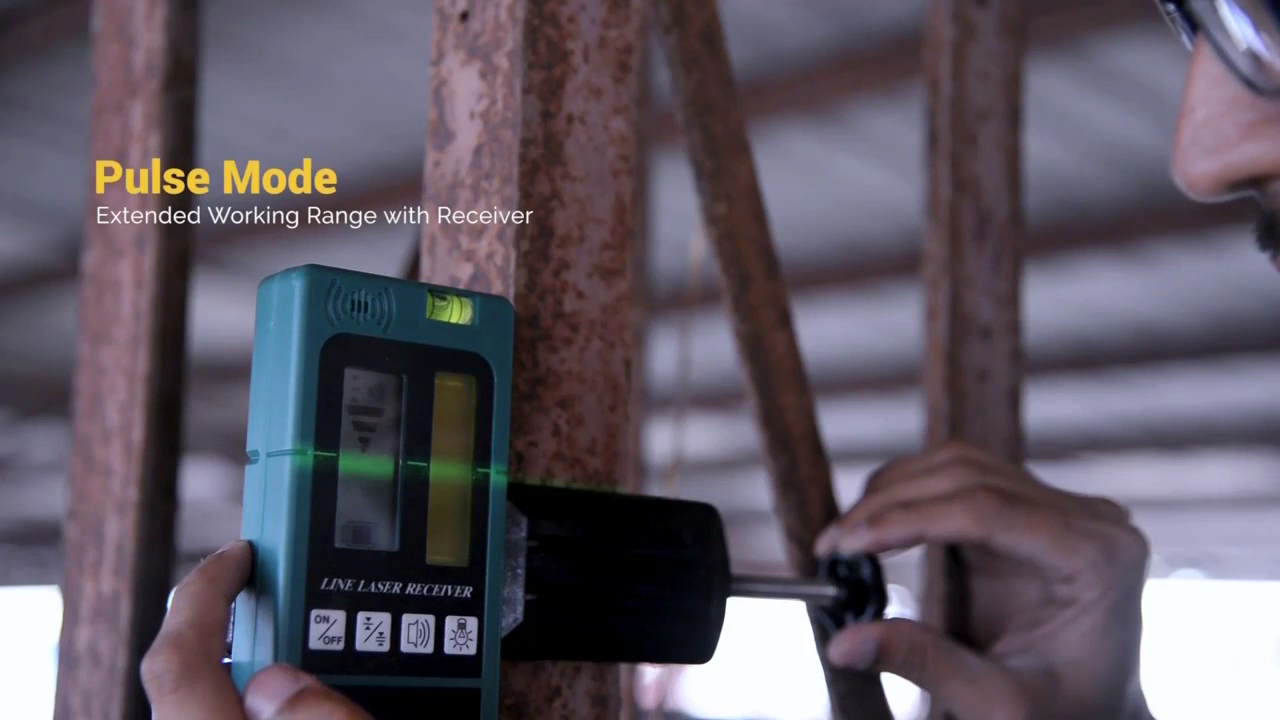 Pulse Mode
Extended Working Range with Receiver
LINE LASER RECEIVER
ON/OFF